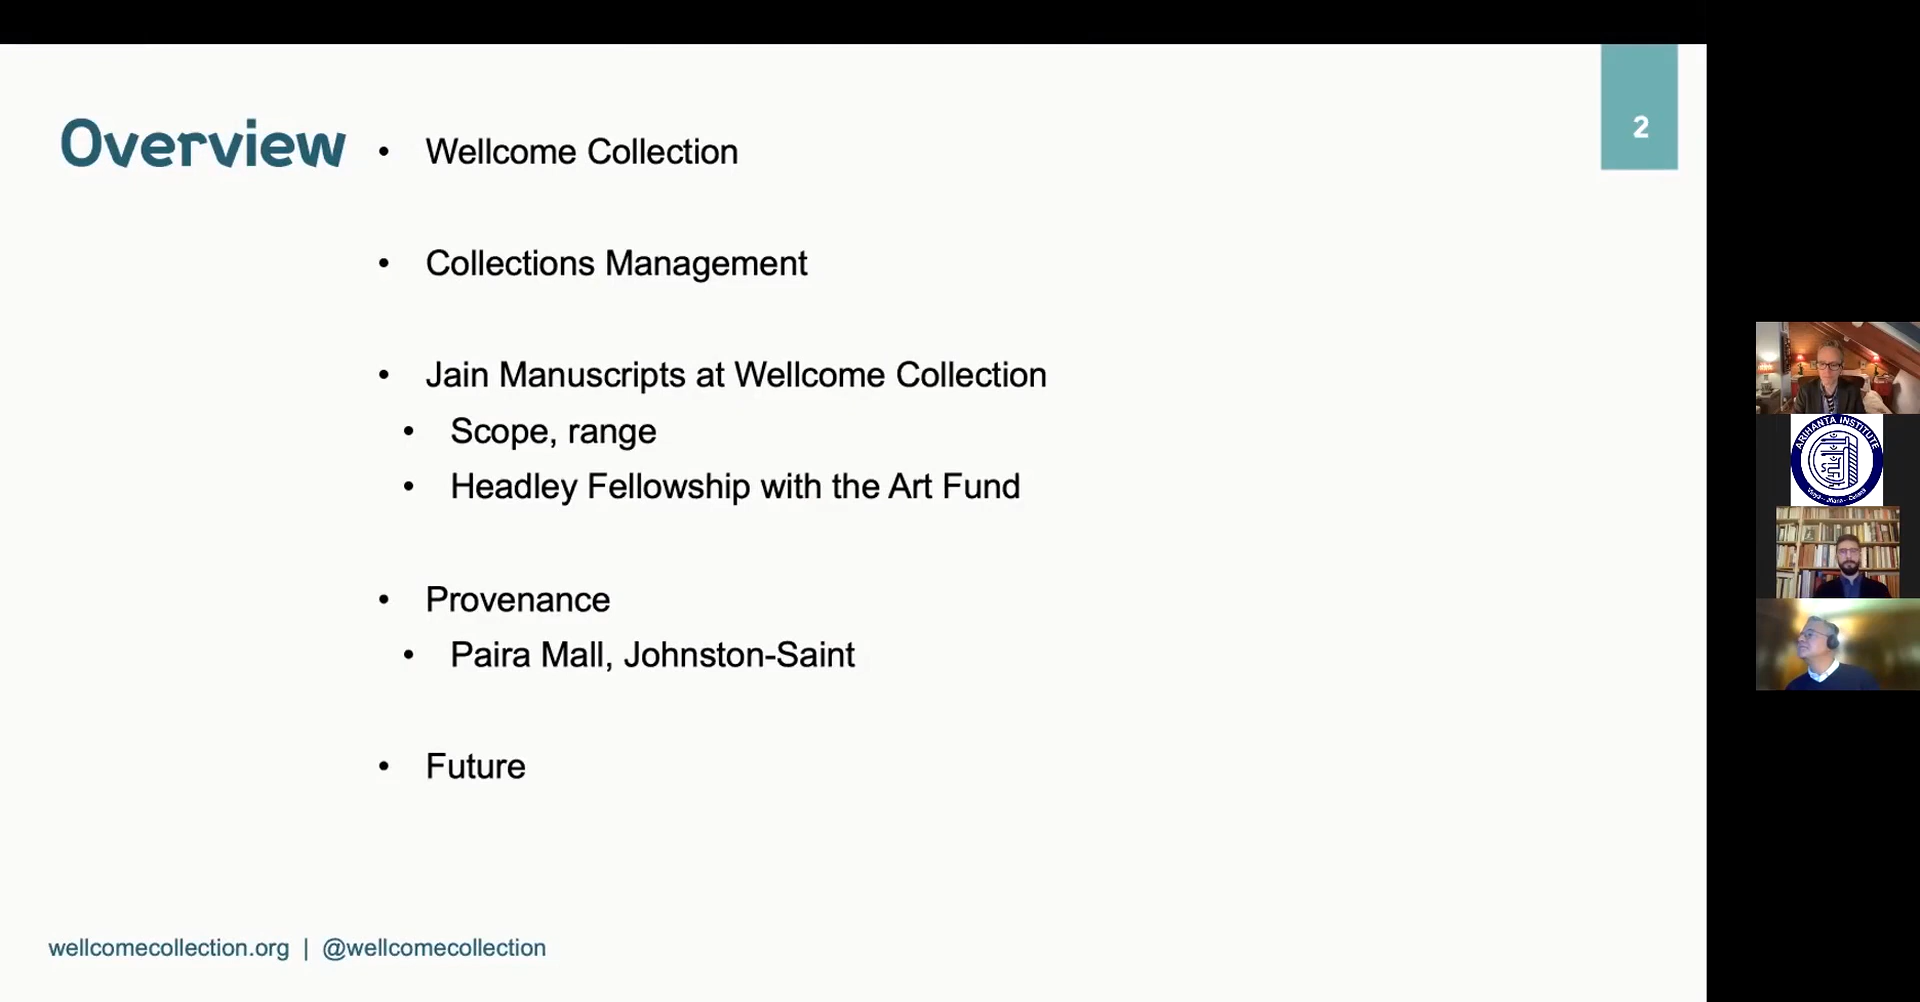 Overview
• Wellcome Collection
• Collections Management
• Jain Manuscripts at Wellcome Collection
• Scope, range
• Headley Fellowship with the Art Fund
• Provenance
• Paira Mall, Johnston-Saint
• Future
2
wellcomecollection.org | @wellcomecollection
ARIHANTA INSTITUTE